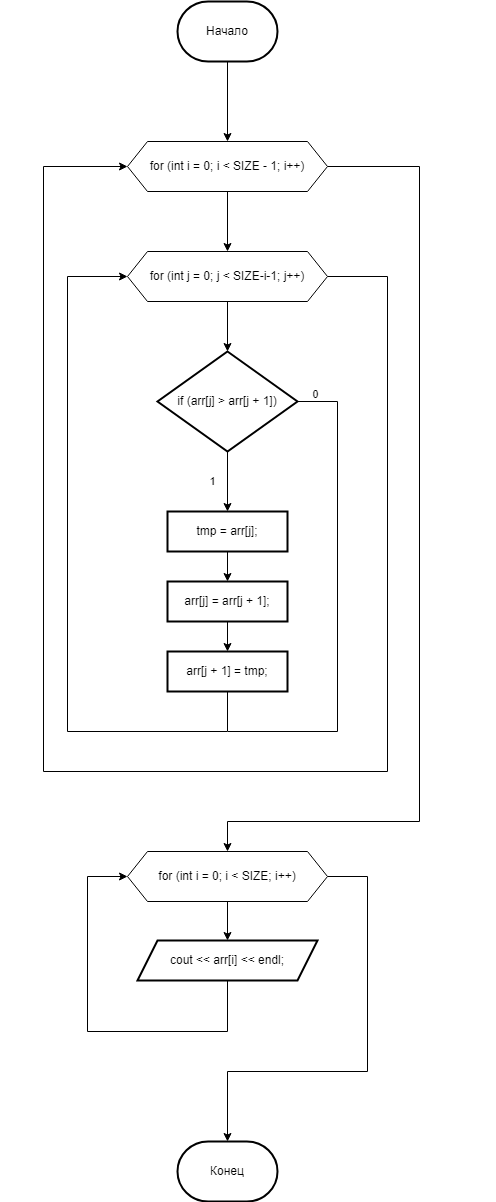 Начало
for (int i = 0; i < SIZE - 1; i++)
for (int j = 0; j < SIZE-i-1; j++)
if (arr[j] > arr[j + 1])
0
1
tmp = arr[j];
arr[j] = arr[j + 1];
arr[j + 1] = tmp;
for (int i = 0; i < SIZE; i++)
cout << arr[i] << endl;
Конец